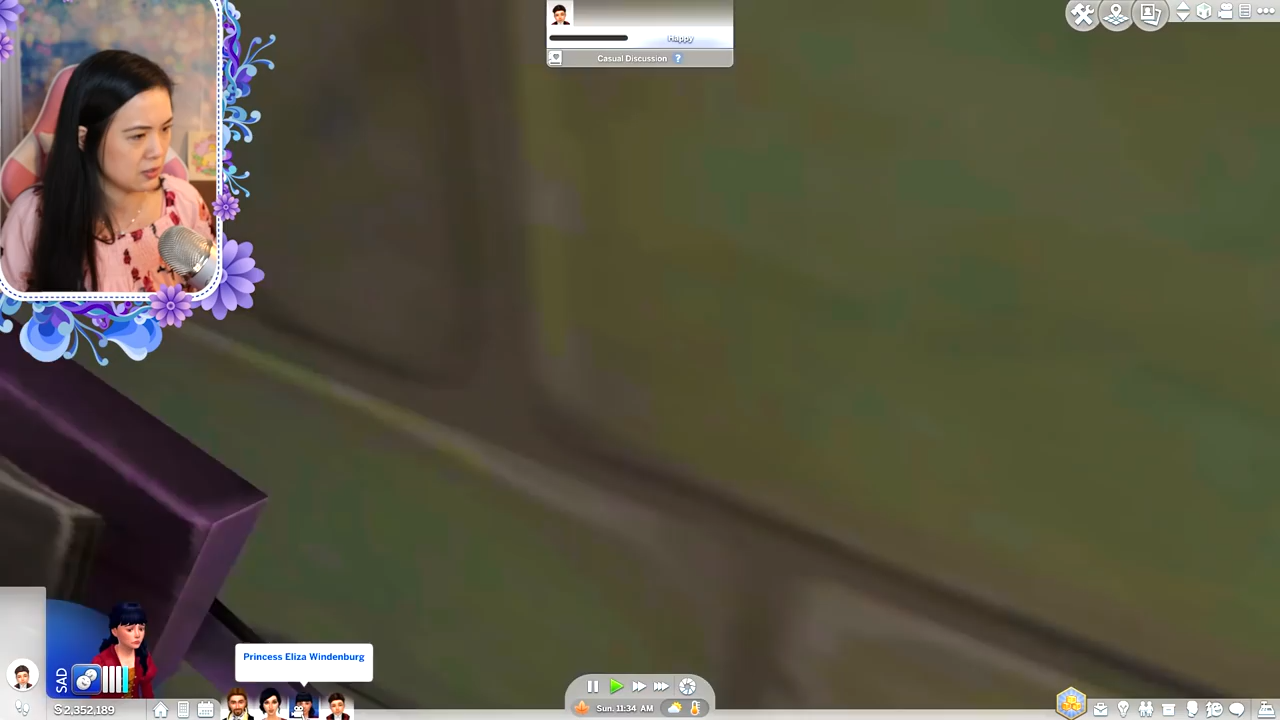 Happy
Casual Discussion ?
Princess Eliza Windenburg
SAD
$2,352,189
Sun. 11:34 AM